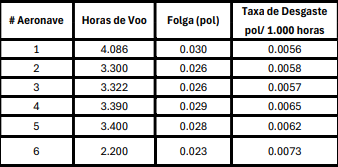 # Aeronave Horas de Voo Folga (pol) Taxa de Desgaste pol/ 1.000 horas
1 4.086 0.030 0.0056
2 3.300 0.026 0.0058
3 3.322 0.026 0.0057
4 3.390 0.029 0.0065
5 3.400 0.028 0.0062
6 2.200 0.023 0.0073